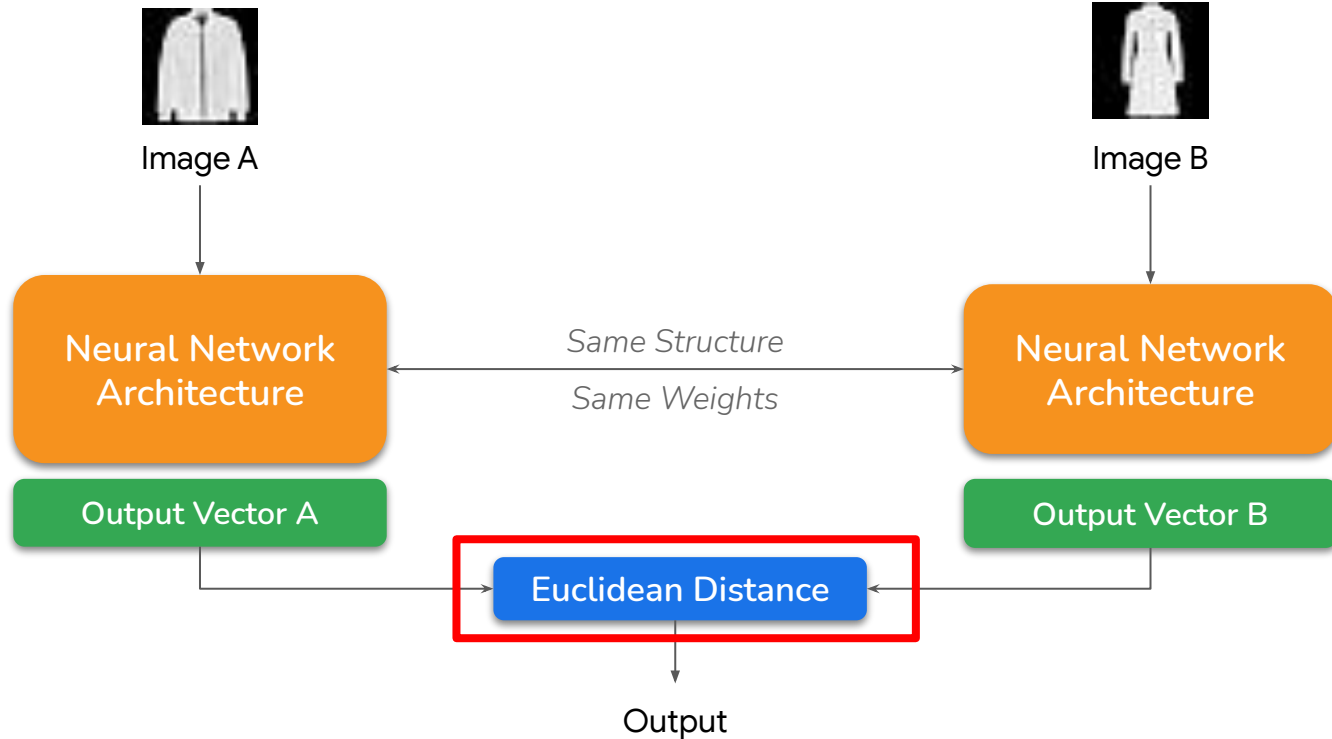 Image A
Image B
Neural Network
Architecture
Same Structure
Same Weights
Neural Network
Architecture
Output Vector A
Output Vector B
Euclidean Distance
Output